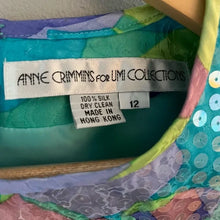 ANNE CRIMMINS FOR UMI COLLECTIONS
100% SILK
DRY CLEAN
MADE IN
HONG KONG
12